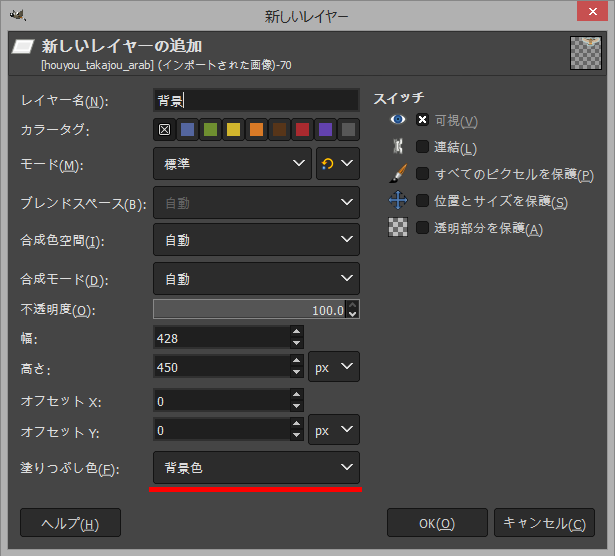 新しいレイヤー
新しいレイヤーの追加
[houyou_takajou_arab] (インポートされた画像)-70
レイヤー名(N): 背景
カラータグ:
モード(M): 標準
ブレンドスペース(B): 自動
合成色空間(I): 自動
合成モード(D): 自動
不透明度(O): 100.0
幅: 428
高さ: 450 px
オフセット X: 0
オフセット Y: 0 px
塗りつぶし色(F): 背景色
スイッチ
可視(V)
連結(L)
すべてのピクセルを保護(P)
位置とサイズを保護(S)
透明部分を保護(A)
ヘルプ(H) OK(O) キャンセル(C)